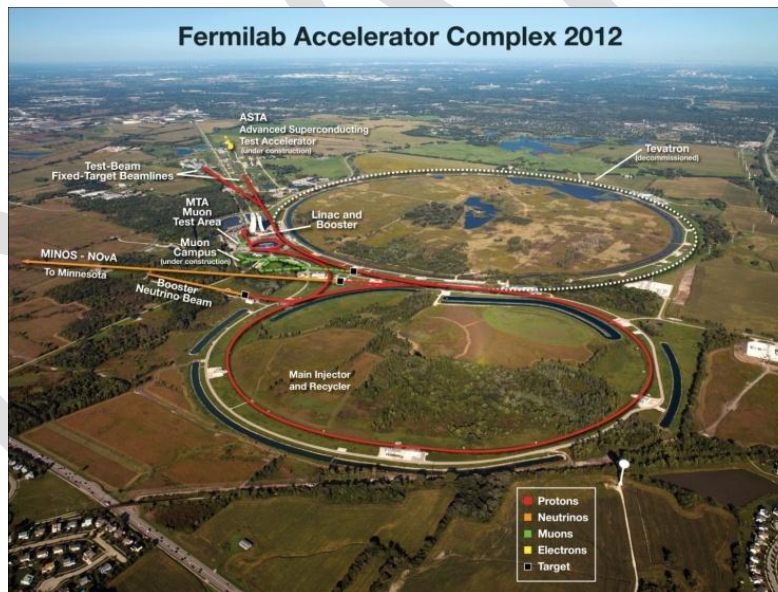 Fermilab Accelerator Complex 2012
ASTA
Advanced Superconducting
Test Accelerator
(under construction)
Tevatron
(decommissioned)
Test-Beam
Fixed-Target Beamlines
MTA
Muon
Test Area
Linac and
Booster
Muon
Campus
(under construction)
MINOS - NOνA
To Minnesota
Booster
Neutrino Beam
Main Injector
and Recycler
Protons
Neutrinos
Muons
Electrons
Target